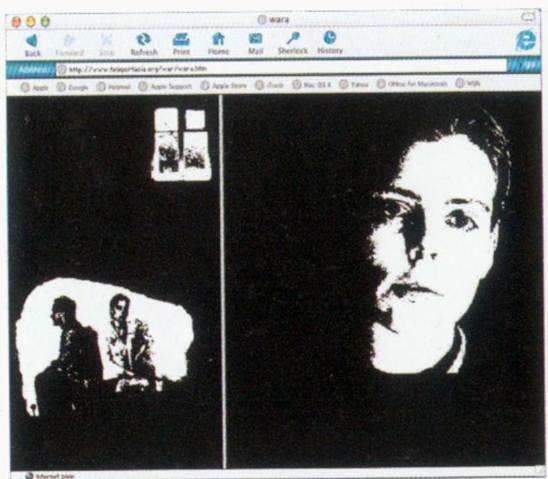 wara
Back Forward Stop Refresh Print Home Mail Sherlock History
Address http://www.teleportacia.org/war/wara.htm
Apple Google Hotmail Apple Support Apple Store iTools Mac OS X Yahoo Office for Macintosh MSN
Internet zone